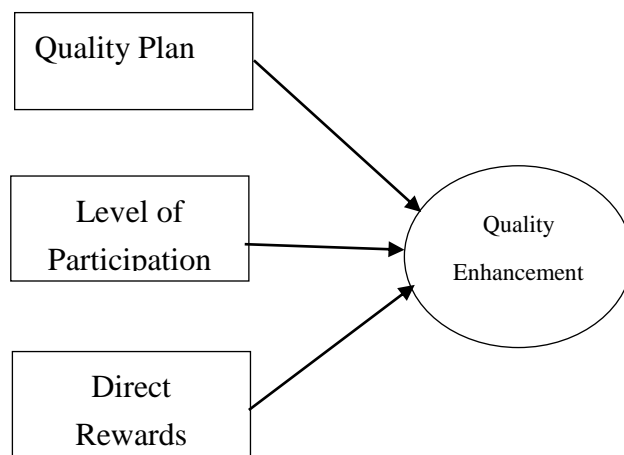 Quality Plan
Level of
Participation
Direct
Rewards
Quality
Enhancement